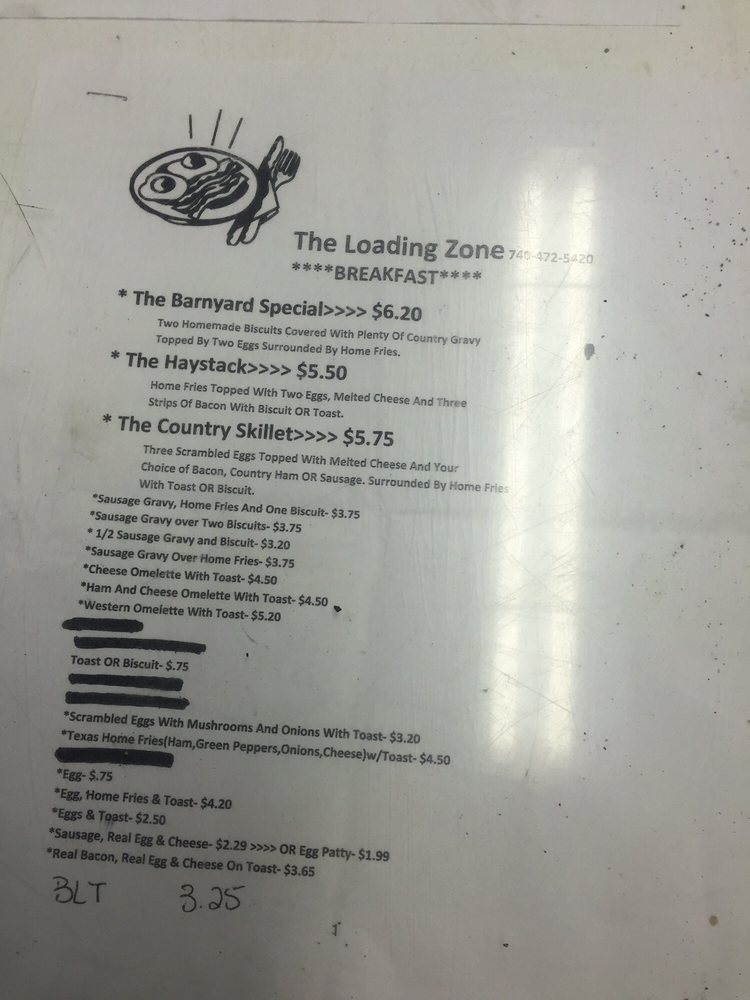 The Loading Zone 740-472-5420
****BREAKFAST****
* The Barnyard Special>>>> $6.20
Two Homemade Biscuits Covered With Plenty Of Country Gravy
Topped By Two Eggs Surrounded By Home Fries.
* The Haystack>>>> $5.50
Home Fries Topped With Two Eggs, Melted Cheese And Three
Strips Of Bacon With Biscuit OR Toast.
* The Country Skillet>>>> $5.75
Three Scrambled Eggs Topped With Melted Cheese And Your
Choice of Bacon, Country Ham OR Sausage. Surrounded By Home Fries
With Toast OR Biscuit.
*Sausage Gravy, Home Fries And One Biscuit- $3.75
*Sausage Gravy over Two Biscuits- $3.75
* 1/2 Sausage Gravy and Biscuit- $3.20
*Sausage Gravy Over Home Fries- $3.75
*Cheese Omelette With Toast- $4.50
*Ham And Cheese Omelette With Toast- $4.50
*Western Omelette With Toast- $5.20
Toast OR Biscuit- $.75
*Scrambled Eggs With Mushrooms And Onions With Toast- $3.20
*Texas Home Fries(Ham,Green Peppers,Onions,Cheese)w/Toast- $4.50
*Egg- $.75
*Egg, Home Fries & Toast- $4.20
*Eggs & Toast- $2.50
*Sausage, Real Egg & Cheese- $2.29 >>>> OR Egg Patty- $1.99
*Real Bacon, Real Egg & Cheese On Toast- $3.65
BLT 3.25